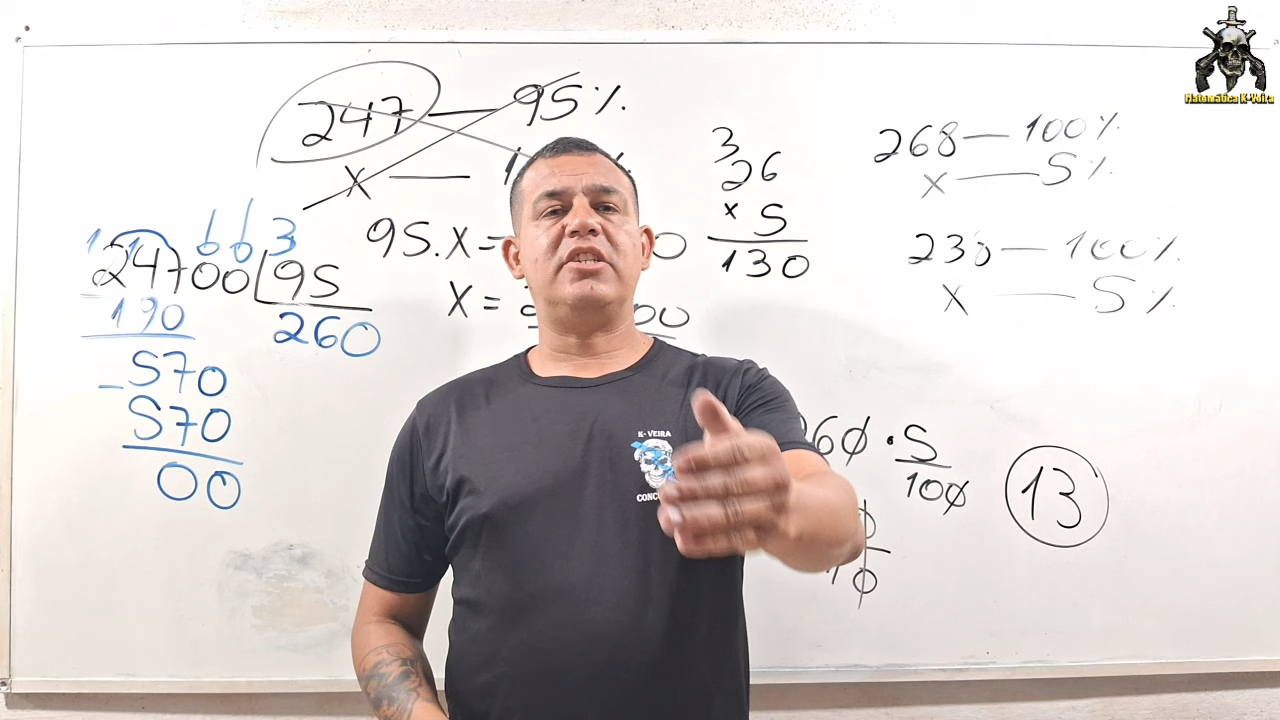 247 — 95%
x —
95.x =
x =
24700 95
190
260
- 570
570
00
3
26
x 5
130
268 — 100%
x — 5%
230 — 100%
x — 5%
60 . 5
100
13
K-VEIRA
Matemática K-Veira